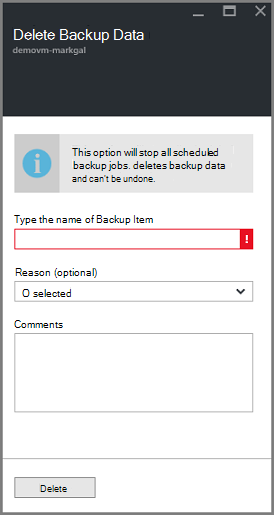 Delete Backup Data
demovm-markgal
This option will stop all scheduled
backup jobs. deletes backup data
and can't be undone.
Type the name of Backup Item
!
Reason (optional)
0 selected
Comments
Delete